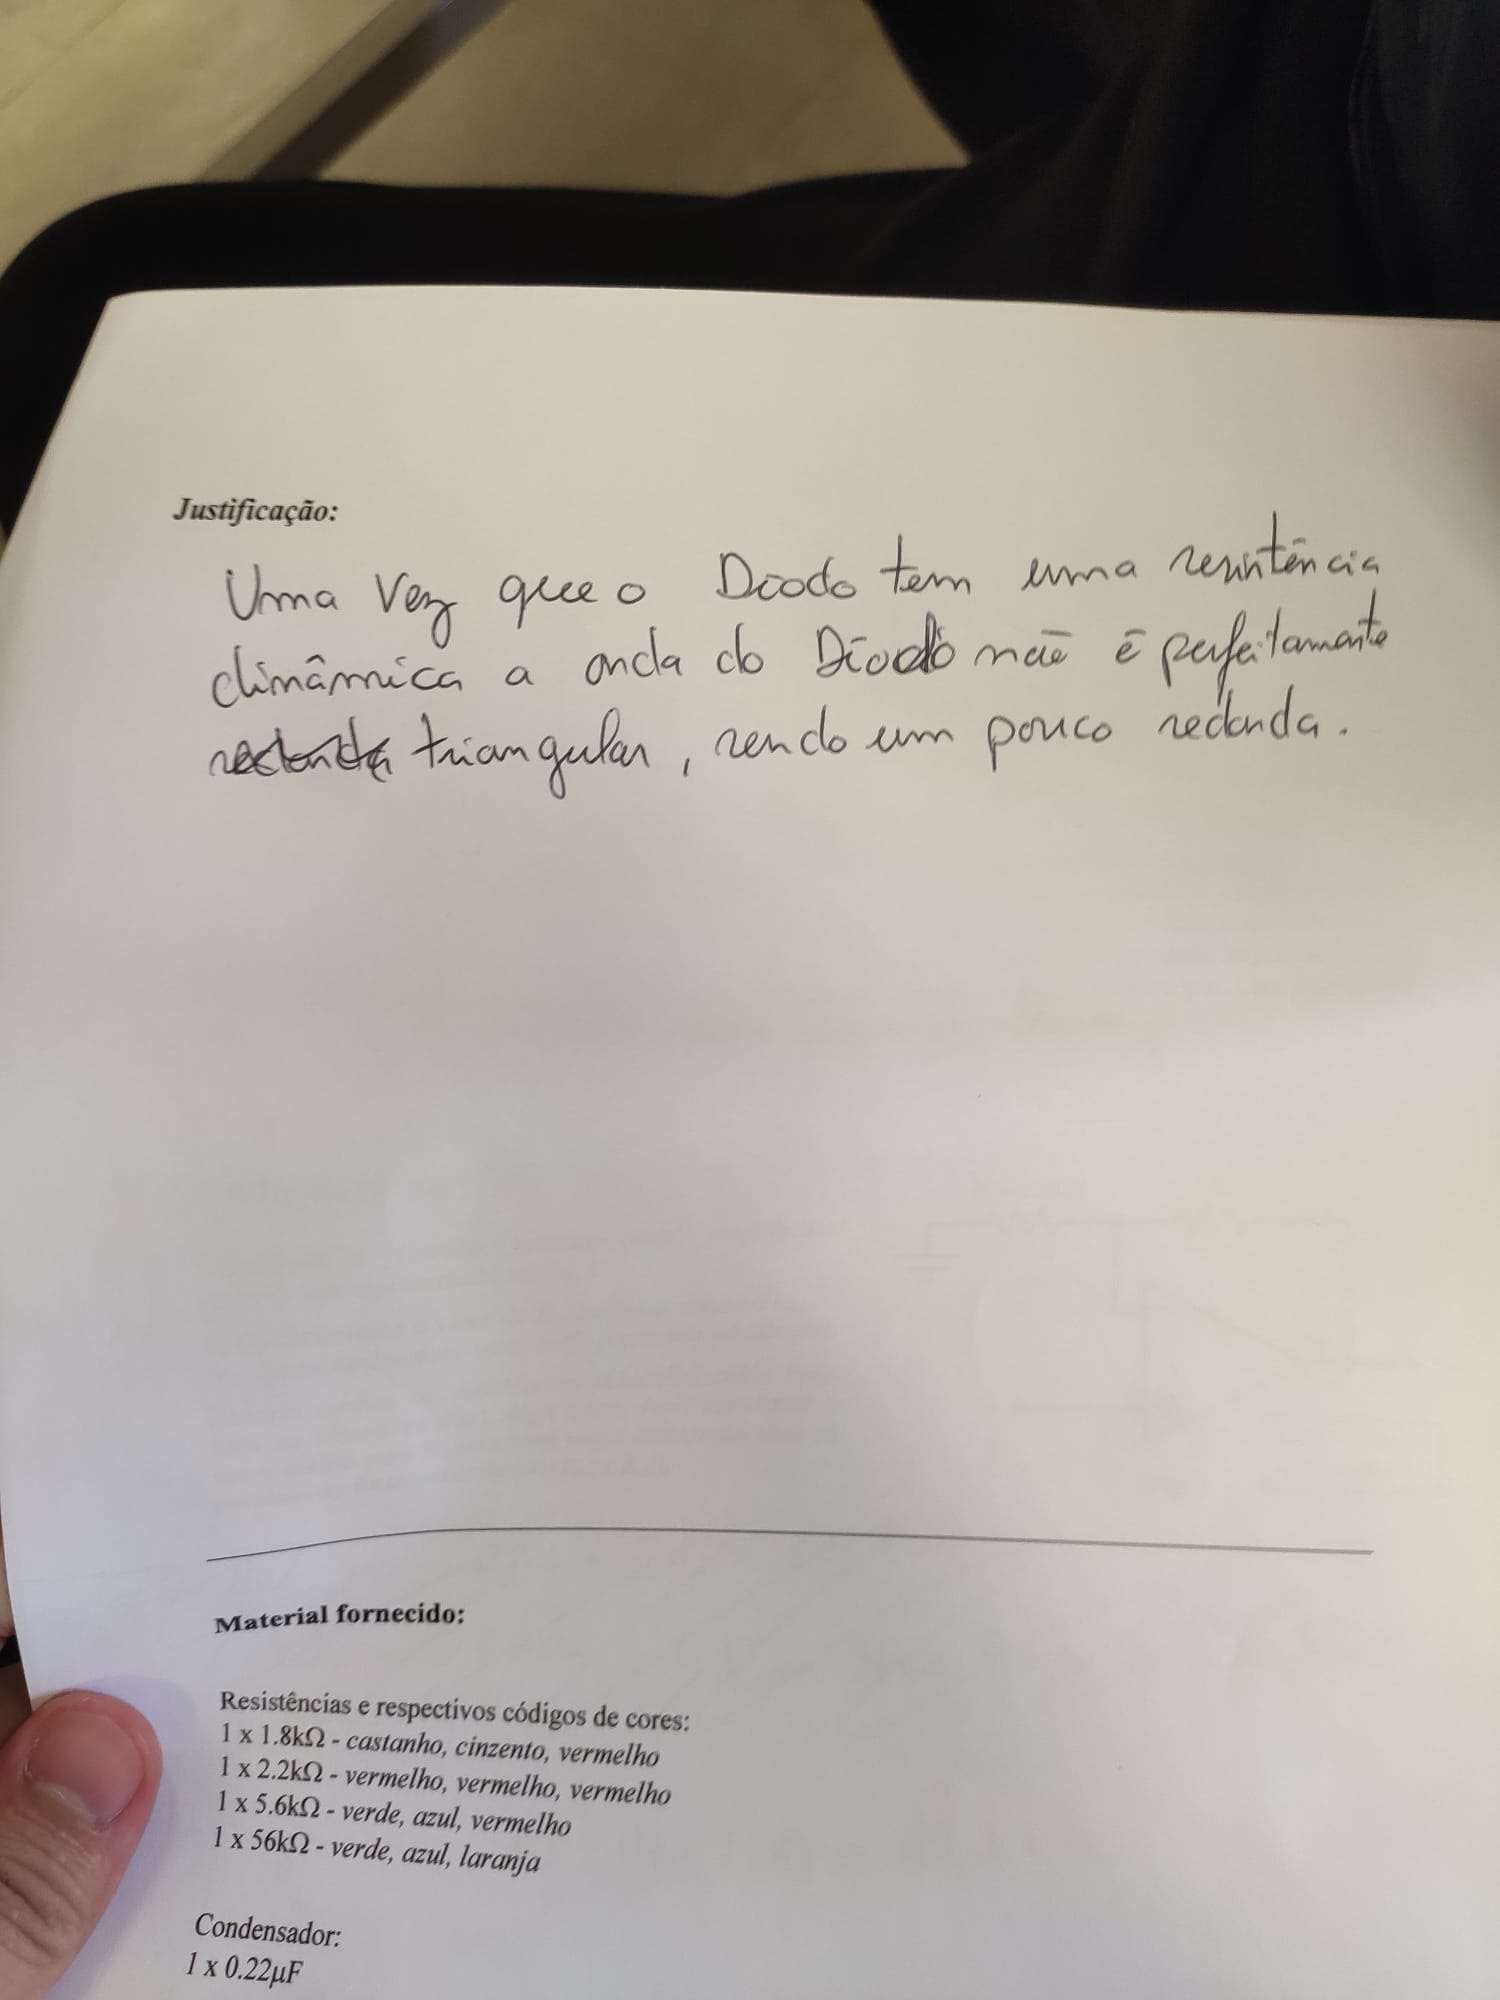 Justificação:
Uma vez que o Diodo tem uma resistência
dinâmica a onda do Diodo não é perfeitamente
redonda triangular, sendo um pouco redonda.
Material fornecido:
Resistências e respectivos códigos de cores:
1 x 1.8kΩ - castanho, cinzento, vermelho
1 x 2.2kΩ - vermelho, vermelho, vermelho
1 x 5.6kΩ - verde, azul, vermelho
1 x 56kΩ - verde, azul, laranja
Condensador:
1 x 0.22µF